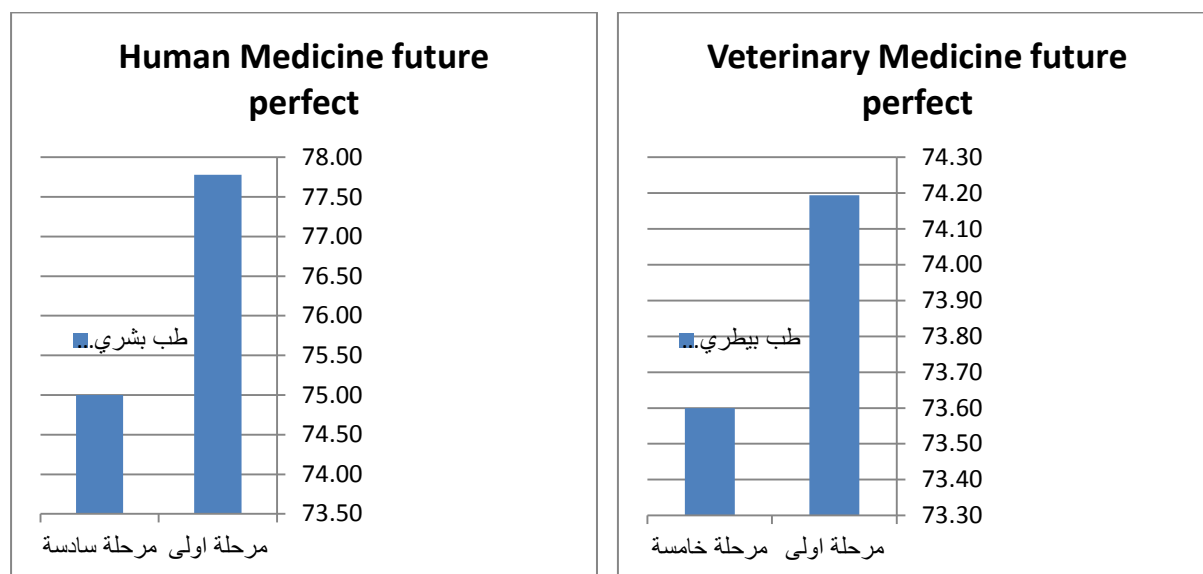 Human Medicine future
perfect
78.00
77.50
77.00
76.50
76.00
75.50
75.00
74.50
74.00
73.50
طب بشري...
مرحلة اولى
مرحلة سادسة
Veterinary Medicine future
perfect
74.30
74.20
74.10
74.00
73.90
73.80
73.70
73.60
73.50
73.40
73.30
طب بيطري...
مرحلة اولى
مرحلة خامسة